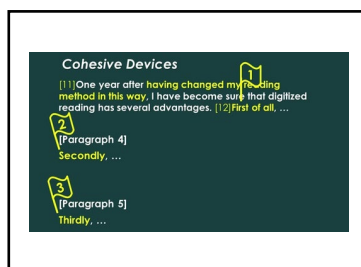 Cohesive Devices
1
[11]One year after having changed my reading
method in this way, I have become sure that digitized
reading has several advantages. [12]First of all, ...
2
[Paragraph 4]
Secondly, ...
3
[Paragraph 5]
Thirdly, ...